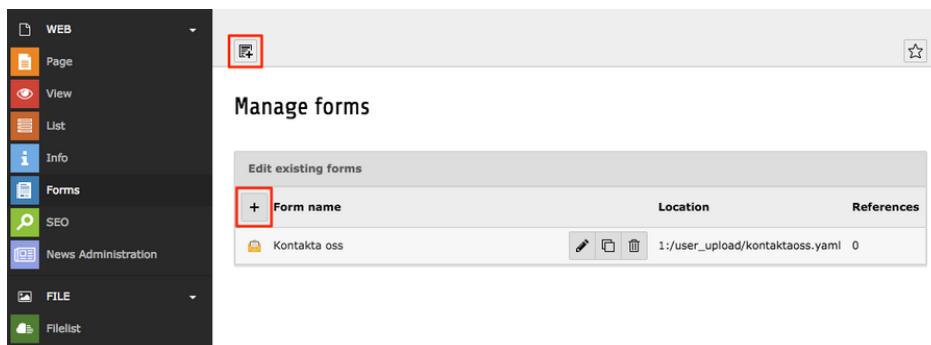 WEB
Page
View
List
Info
Forms
SEO
News Administration
FILE
Filelist
Manage forms
Edit existing forms
+ Form name Location References
Kontakta oss 1:/user_upload/kontaktaoss.yaml 0